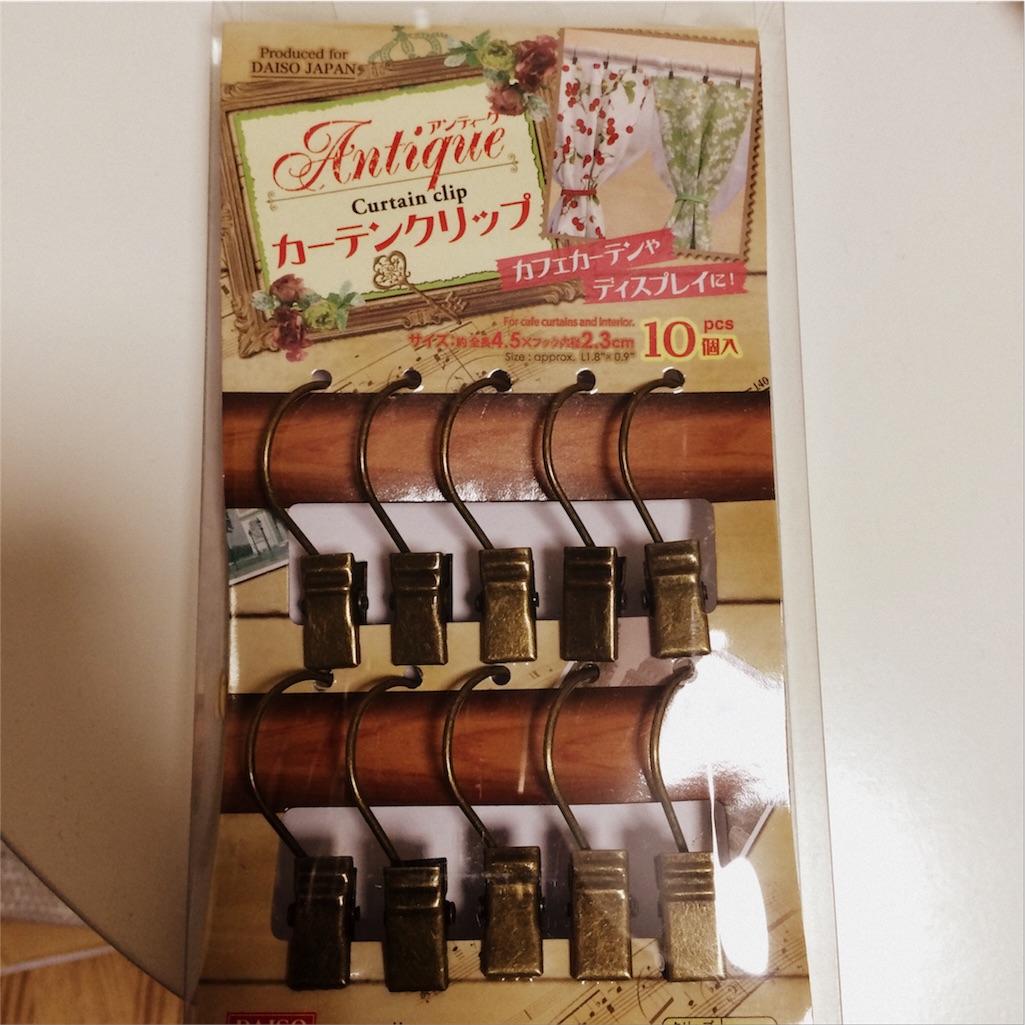 Produced for
DAISO JAPAN
アンティーク
Antique
Curtain clip
カーテンクリップ
カフェカーテンや
ディスプレイに!
For cafe curtains and interior.
サイズ:約 全長4.5×フック内径2.3cm
Size : approx. L1.8"× 0.9"
10 pcs
個入
140
DAISO